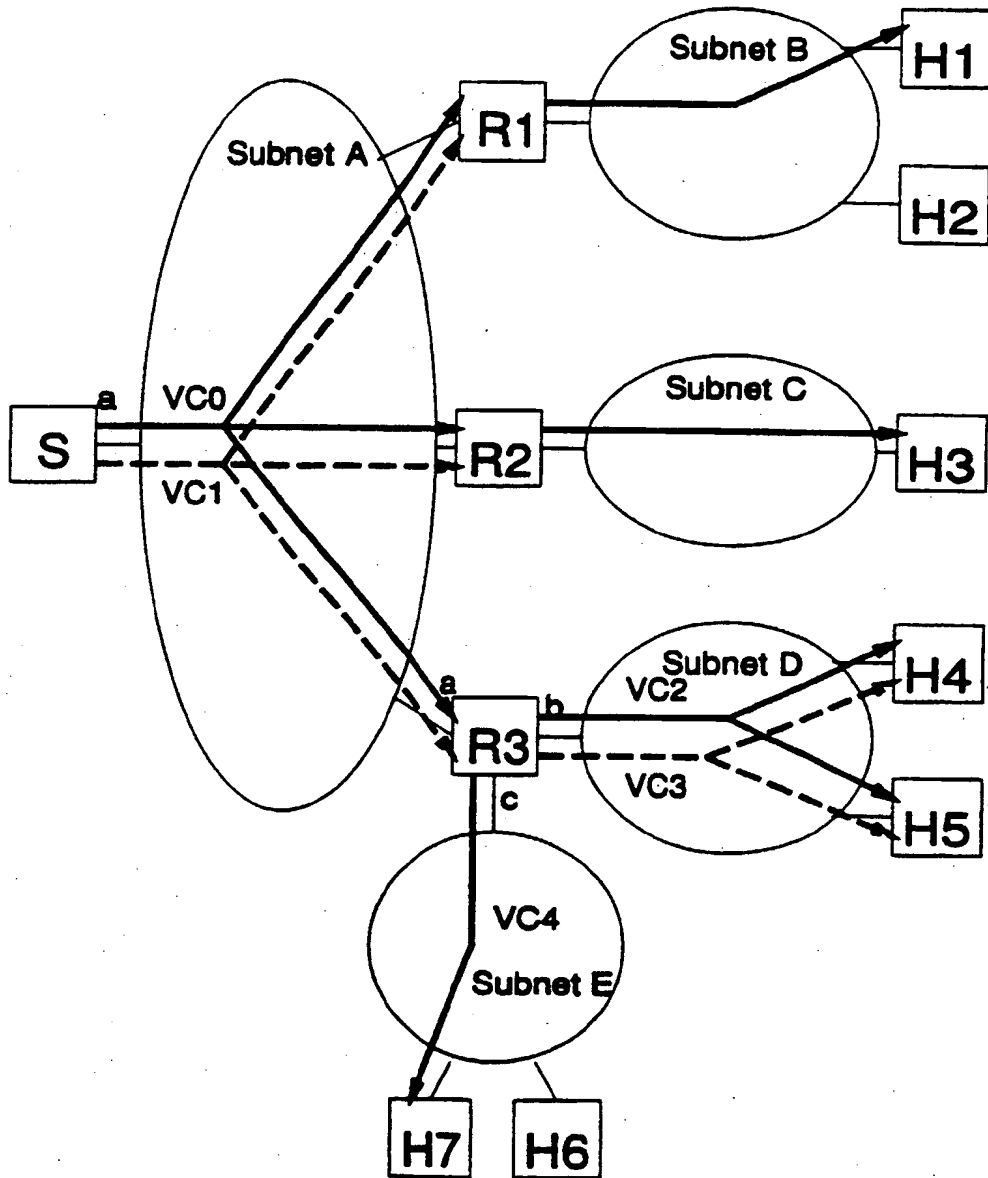 Subnet B
H1
R1
Subnet A
H2
Subnet C
a
VC0
S
R2
H3
VC1
Subnet D
H4
a
VC2
b
R3
VC3
c
H5
VC4
Subnet E
H7
H6